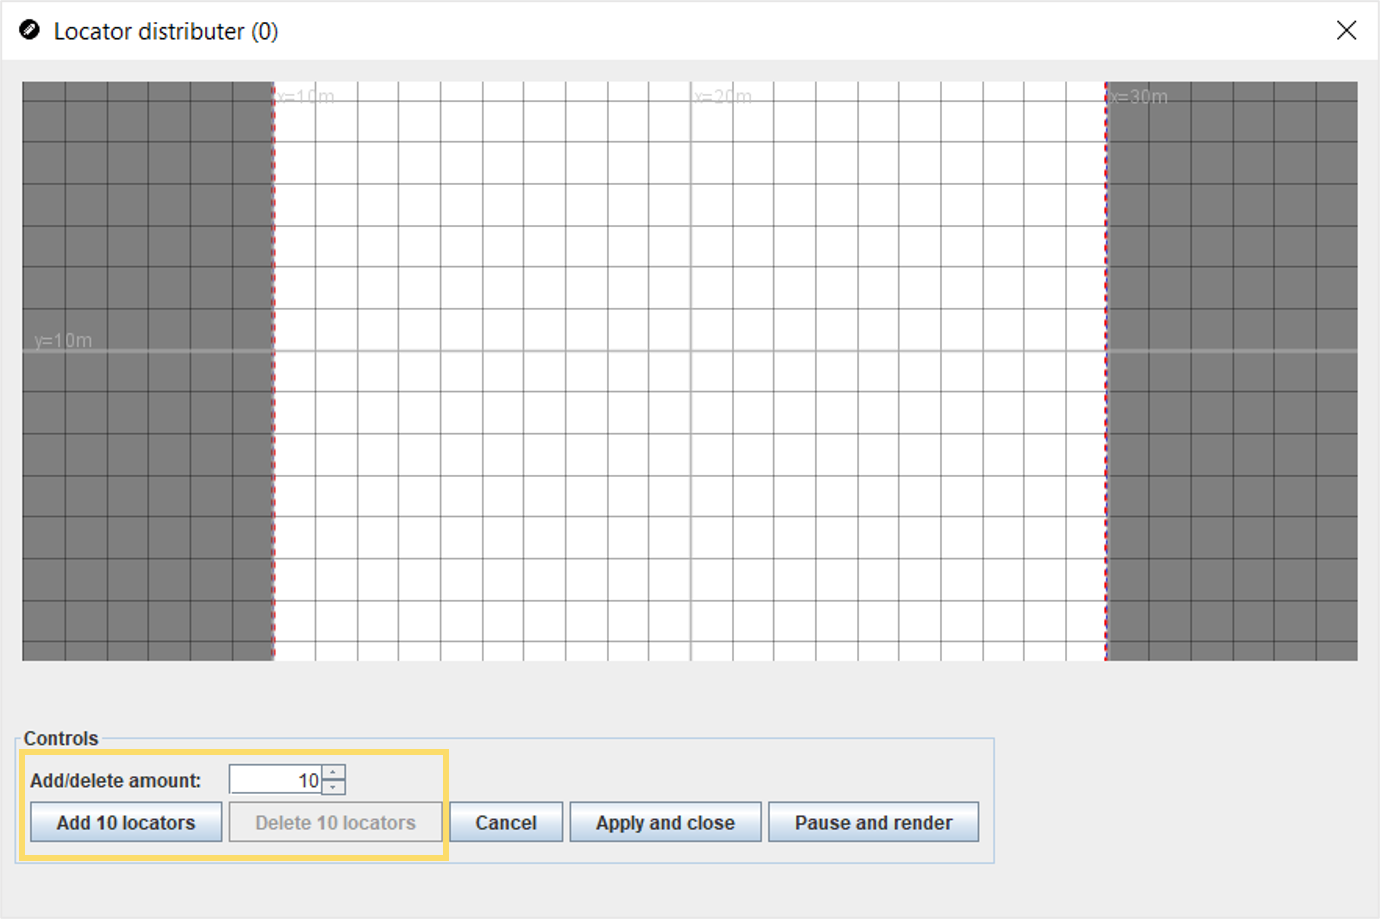 Locator distributer (0)
x=10m x=20m x=30m
y=10m
Controls
Add/delete amount: 10
Add 10 locators Delete 10 locators Cancel Apply and close Pause and render